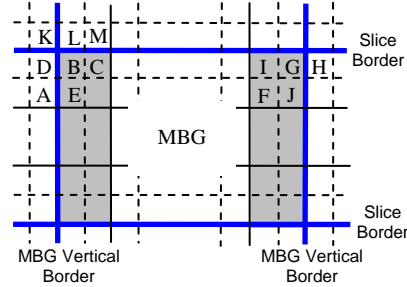 K L M
Slice
Border
D B C I G H
A E F J
MBG
Slice
Border
MBG Vertical
Border
MBG Vertical
Border